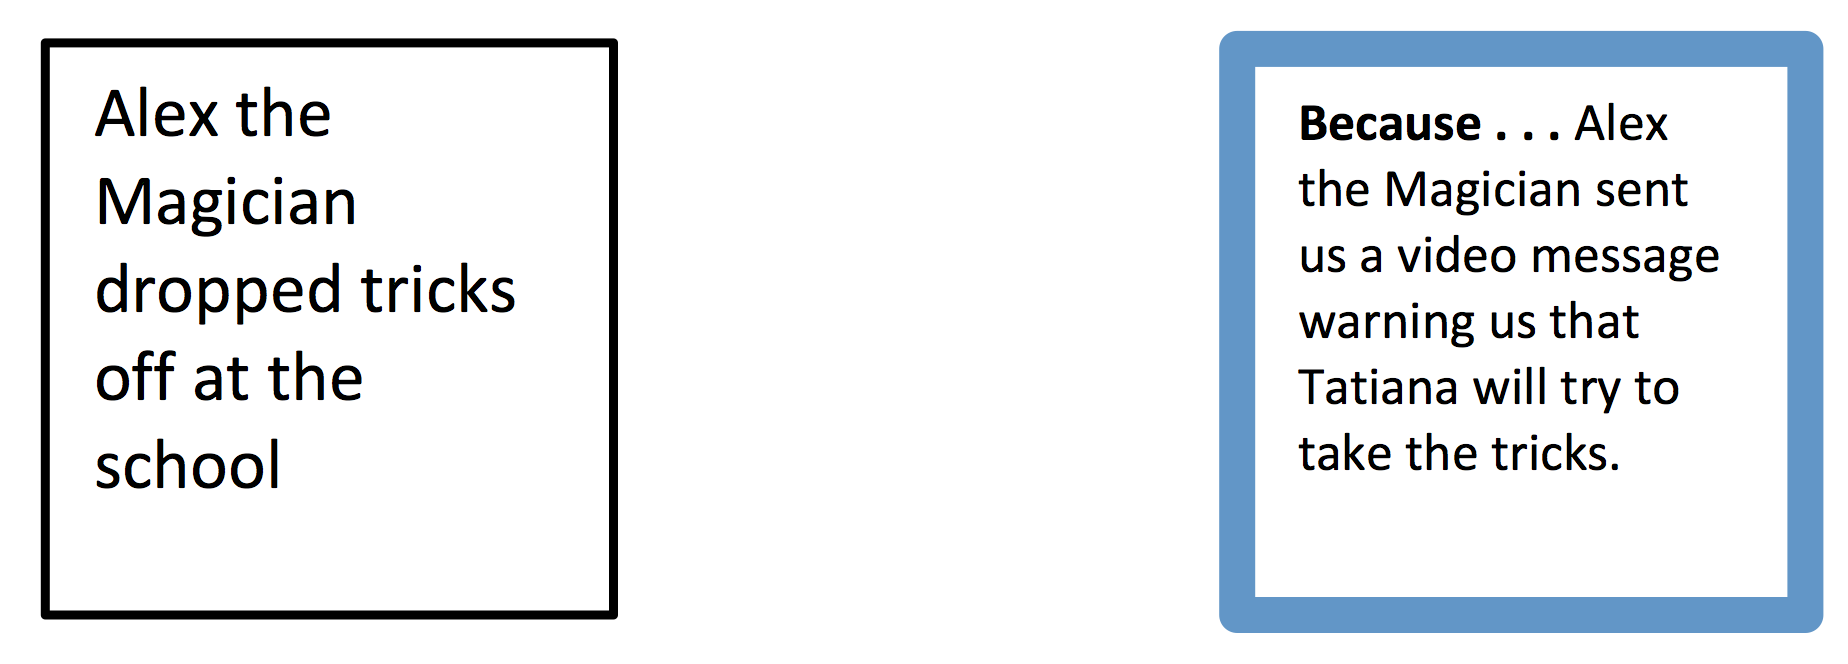 Alex the
Magician
dropped tricks
off at the
school
Because . . . Alex
the Magician sent
us a video message
warning us that
Tatiana will try to
take the tricks.